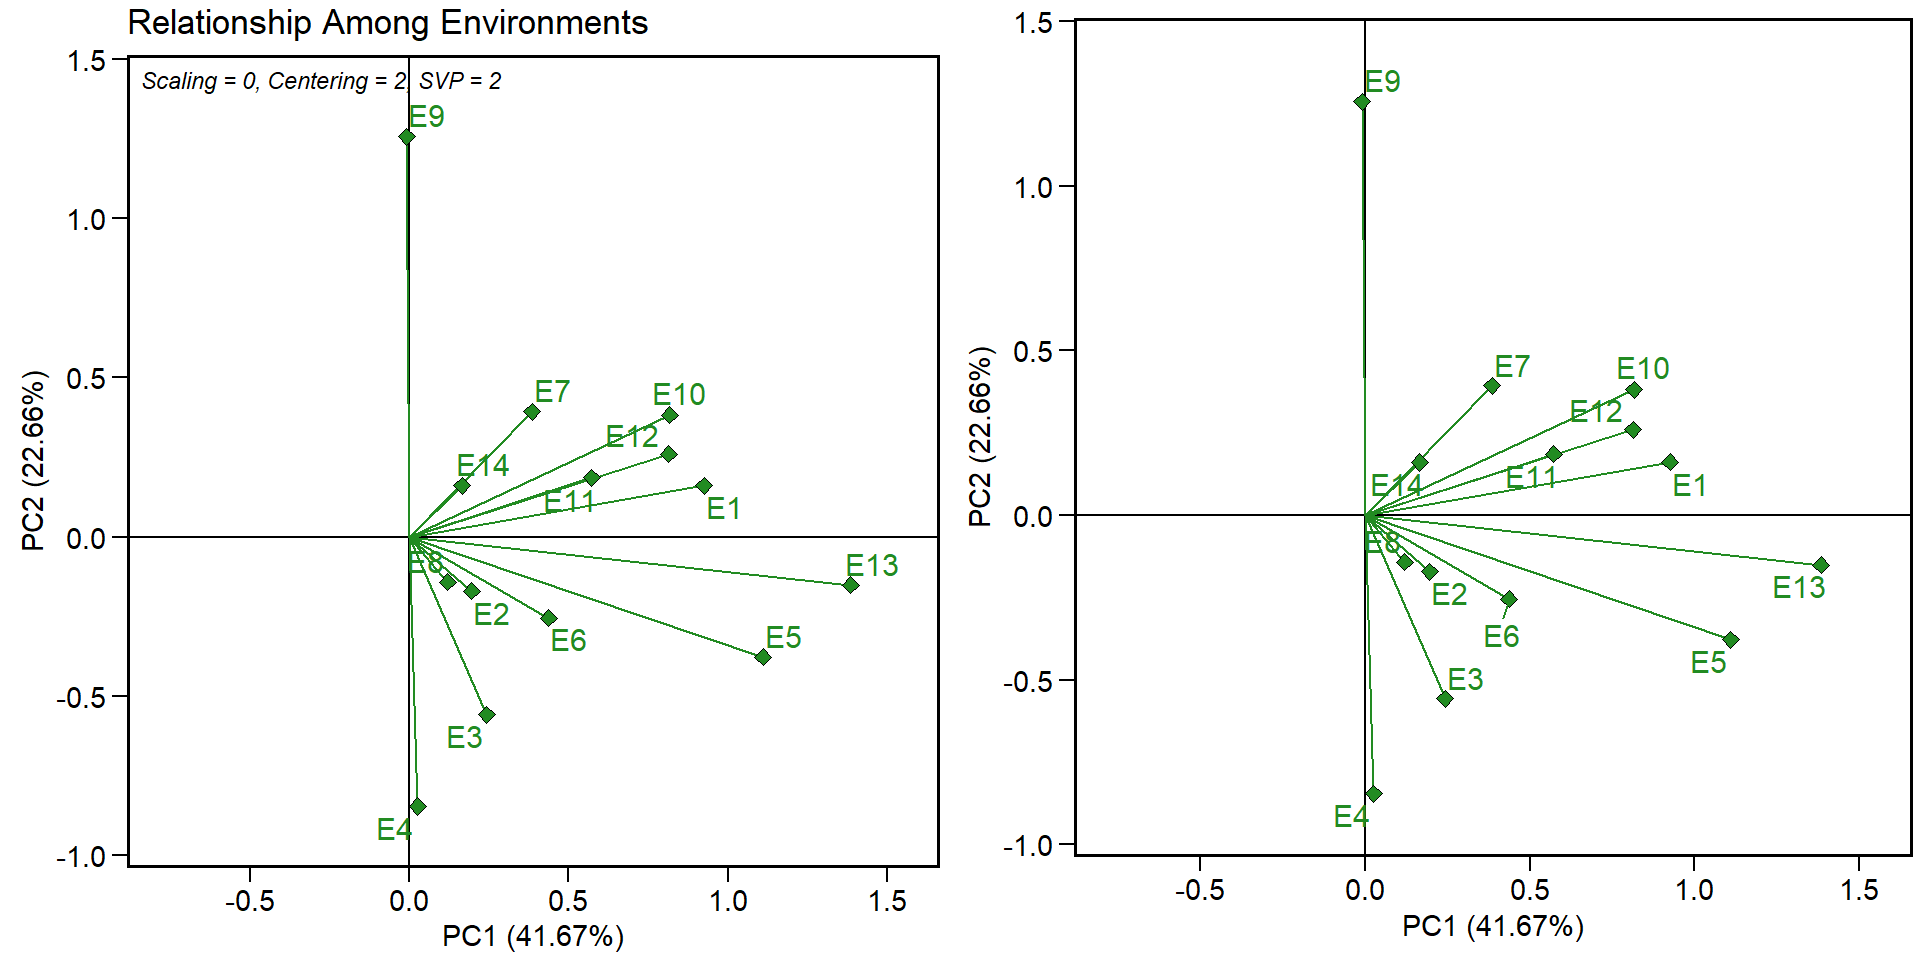 Relationship Among Environments
Scaling = 0, Centering = 2, SVP = 2
1.5
1.0
0.5
0.0
-0.5
-1.0
PC2 (22.66%)
E9
E7
E10
E12
E14
E11
E1
E8
E13
E2
E6
E5
E3
E4
-0.5
0.0
0.5
1.0
1.5
PC1 (41.67%)
1.5
1.0
0.5
0.0
-0.5
-1.0
PC2 (22.66%)
E9
E7
E10
E12
E11
E14
E1
E8
E13
E2
E6
E5
E3
E4
-0.5
0.0
0.5
1.0
1.5
PC1 (41.67%)